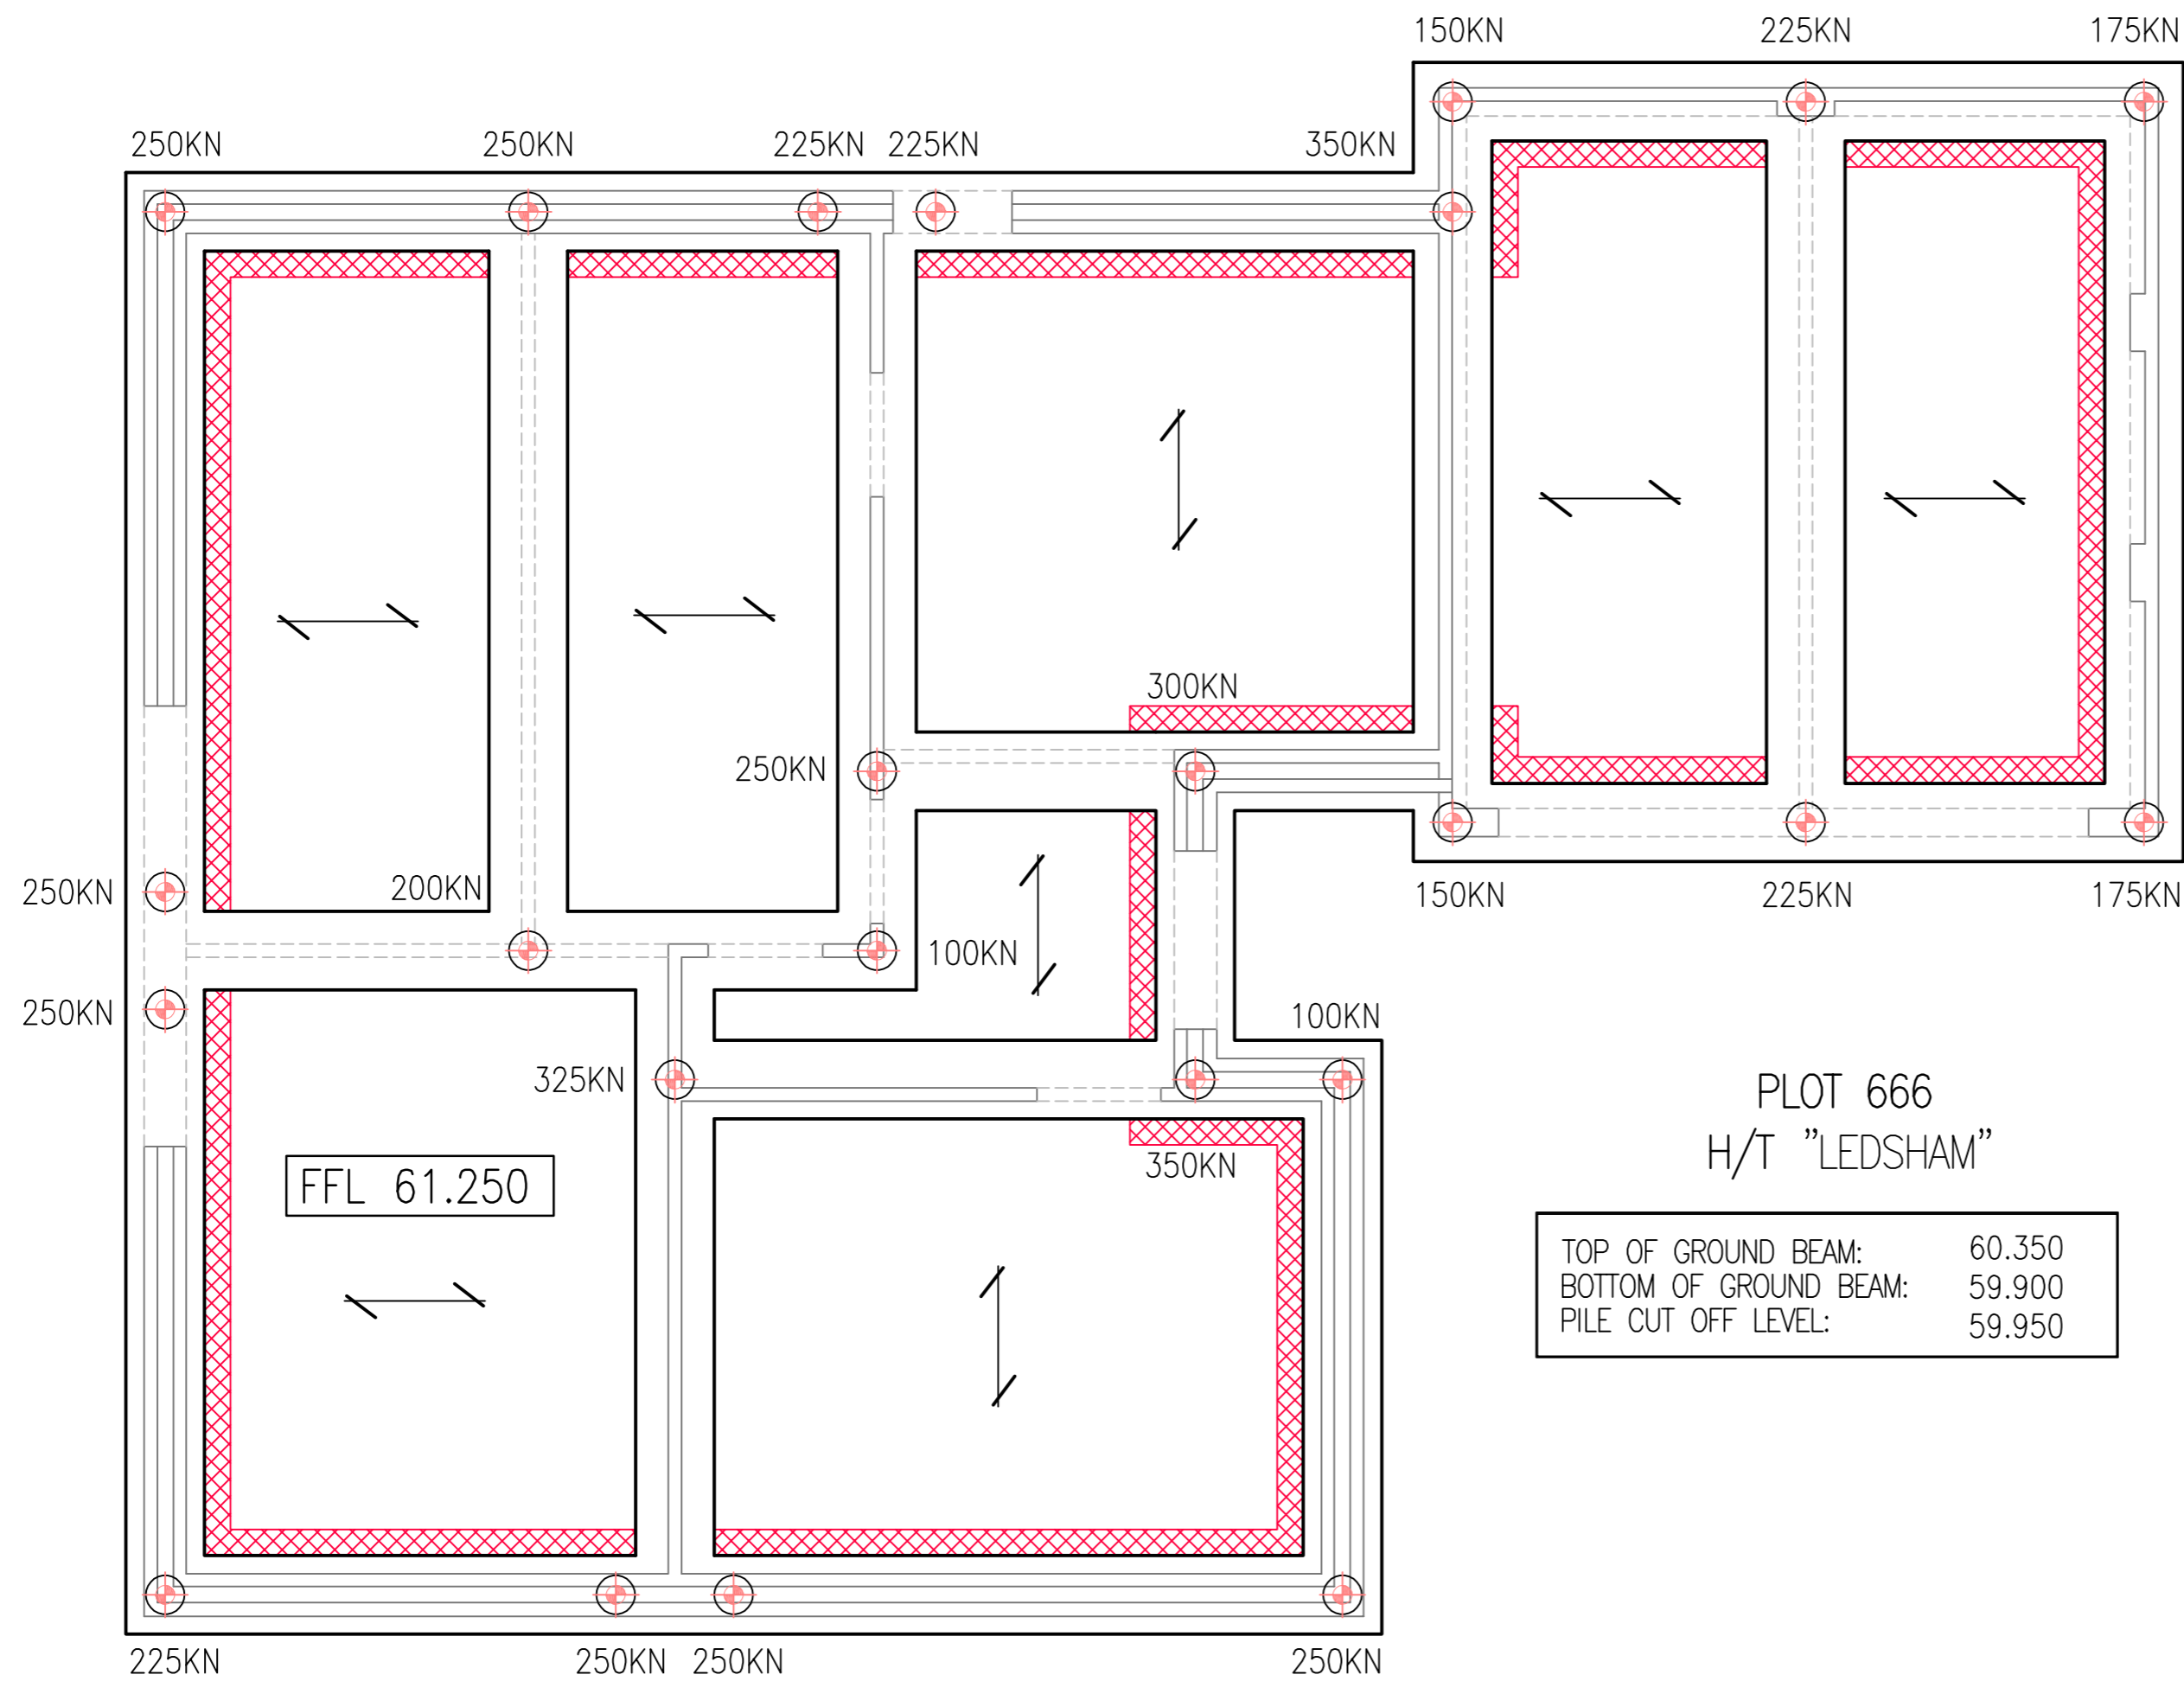 150KN 225KN 175KN
250KN 250KN 225KN 225KN 350KN
300KN
250KN
250KN 200KN
100KN
250KN 100KN
325KN
PLOT 666
H/T ”LEDSHAM”
350KN
FFL 61.250
150KN 225KN 175KN
TOP OF GROUND BEAM: 60.350
BOTTOM OF GROUND BEAM: 59.900
PILE CUT OFF LEVEL: 59.950
225KN 250KN 250KN 250KN